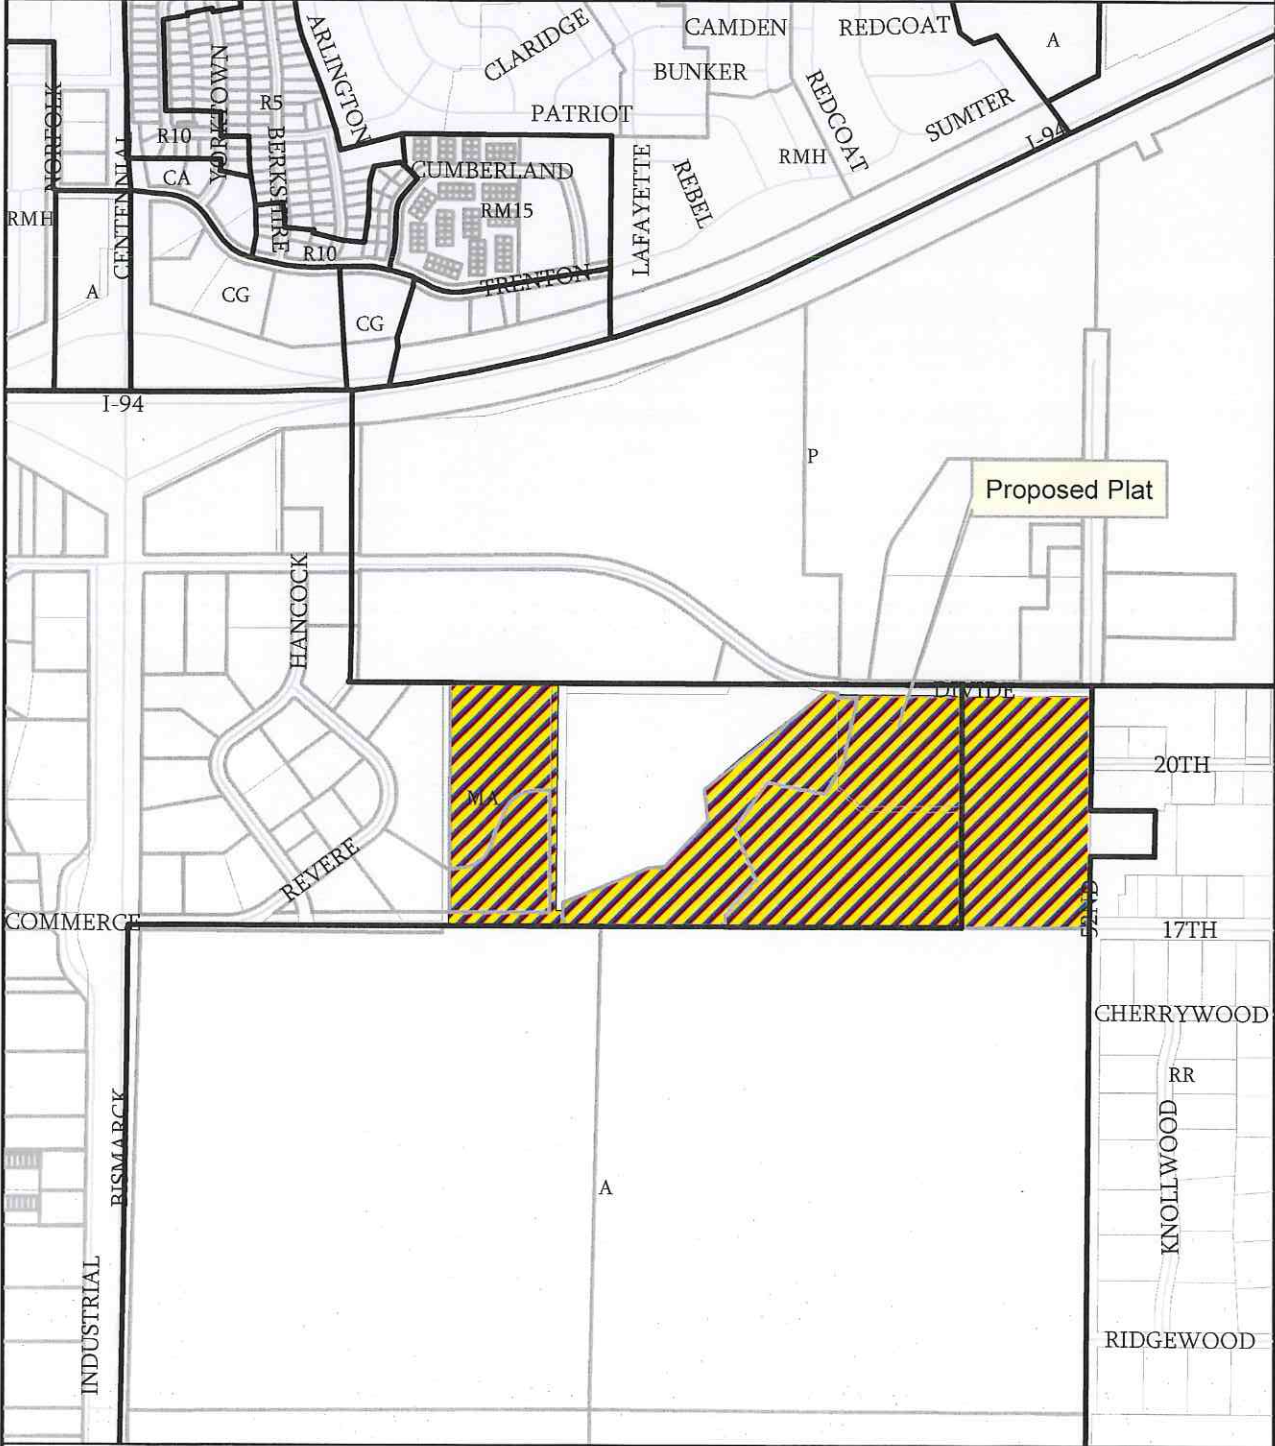 ARLINGTON
CLARIDGE
CAMDEN
REDCOAT
A
BUNKER
NORFOLK
YORKTOWN
R5
PATRIOT
REDCOAT
SUMTER
I-94
R10
BERKSHIRE
CUMBERLAND
LAFAYETTE
RMH
CENTENNIAL
CA
REBEL
RMH
RM15
R10
TRENTON
A
CG
CG
I-94
P
Proposed Plat
HANCOCK
DIVIDE
20TH
MA
REVERE
COMMERCE
52ND
17TH
CHERRYWOOD
RR
BISMARCK
KNOLLWOOD
A
INDUSTRIAL
RIDGEWOOD